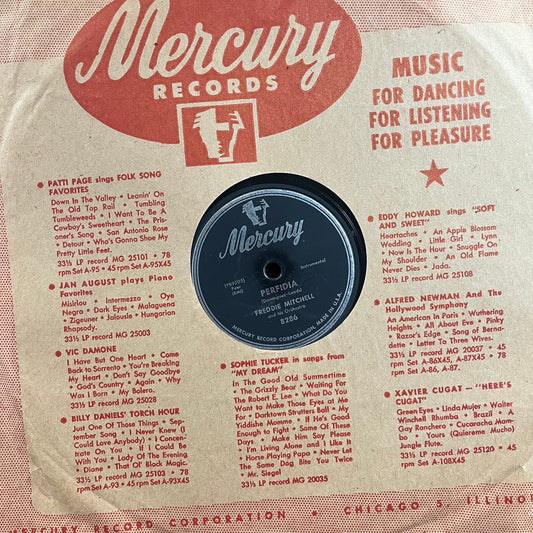 Mercury
RECORDS
MUSIC
FOR DANCING
FOR LISTENING
FOR PLEASURE
PATTI PAGE sings FOLK SONG
FAVORITES
Down In The Valley • Leanin' On
The Old Top Rail • Tumbling
Tumbleweeds • I Want To Be A
Cowboy's Sweetheart • The Pris-
oner's Song • San Antonio Rose
• Detour • Who's Gonna Shoe My
Pretty Little Feet.
33⅓ LP record MG 25101 • 78
rpm Set A-95 • 45 rpm Set A-95X45
JAN AUGUST plays Piano
Favorites
Misirlou • Intermezzo • Oye
Negra • Dark Eyes • Malaguena
• Zigeuner • Jalousie • Hungarian
Rhapsody.
33⅓ LP record MG 25003
VIC DAMONE
I Have But One Heart • Come
Back to Sorrento • You're Breaking
My Heart • Don't Say Goodbye
• God's Country • Again • Why
Was I Born • My Bolero.
33⅓ LP record MG 25028
BILLY DANIELS' TORCH HOUR
Just One Of Those Things • Sep-
tember Song • I Never Knew (I
Could Love Anybody) • I Concen-
trate On You • If I Could Be
With You • Lady Of The Evening
• Diane • That Ol' Black Magic.
33⅓ LP record MG 25103 • 78
rpm Set A-93 • 45 rpm Set A-93X45
Mercury
Instrumental
PERFIDIA
FREDDIE MITCHELL
and his Orchestra
8286
MERCURY RECORD CORPORATION, MADE IN U.S.A.
SOPHIE TUCKER in songs from
"MY DREAM"
In The Good Old Summertime
• The Grizzly Bear • Waiting For
The Robert E. Lee • What Do You
Want to Make Those Eyes at Me
For • Darktown Strutters Ball • My
Yiddishe Momme • If He's Good
Enough to Fight • Some Of These
Days. • Make Him Say Please
• I'm Living Alone and I Like It
• Horse Playing Papa • Never Let
The Same Dog Bite You Twice
• Mr. Siegel
33⅓ LP record MG 20035
EDDY HOWARD sings "SOFT
AND SWEET"
Heartaches • An Apple Blossom
Wedding • Little Girl • Lynn
• Now Is The Hour • Snuggle On
My Shoulder • An Old Flame
Never Dies • Jada.
33⅓ LP record MG 25108
ALFRED NEWMAN And The
Hollywood Symphony
An American In Paris • Wuthering
Heights • All About Eve •
Razor's Edge • Song of Berna-
dette • Letter To Three Wives.
33⅓ LP record MG 20037 • 45
rpm Set A-86X45, A-87X45 • 78
rpm Set A-86, A-87.
XAVIER CUGAT — "HERE'S
CUGAT"
Green Eyes • Linda Mujer • Walter
Winchell Rhumba • Brazil • A
Gay Ranchero • Cucaracha Mam-
bo • Yours (Quiereme Mucho)
Jungle Flute.
33⅓ LP record MG 25120 • 45
rpm Set A-108X45
MERCURY RECORD CORPORATION • CHICAGO 5, ILLINOIS